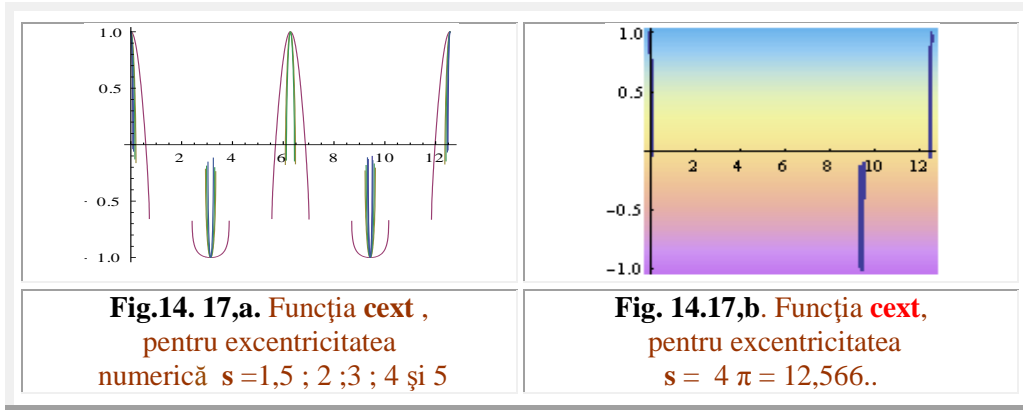 1.0
0.5
2 4 6 8 10 12
- 0.5
- 1.0
1.0
0.5
2 4 6 8 10 12
-0.5
-1.0
Fig.14. 17,a. Funcţia cext ,
pentru excentricitatea
numerică s =1,5 ; 2 ;3 ; 4 şi 5
Fig. 14.17,b. Funcţia cext,
pentru excentricitatea
s = 4 π = 12,566..